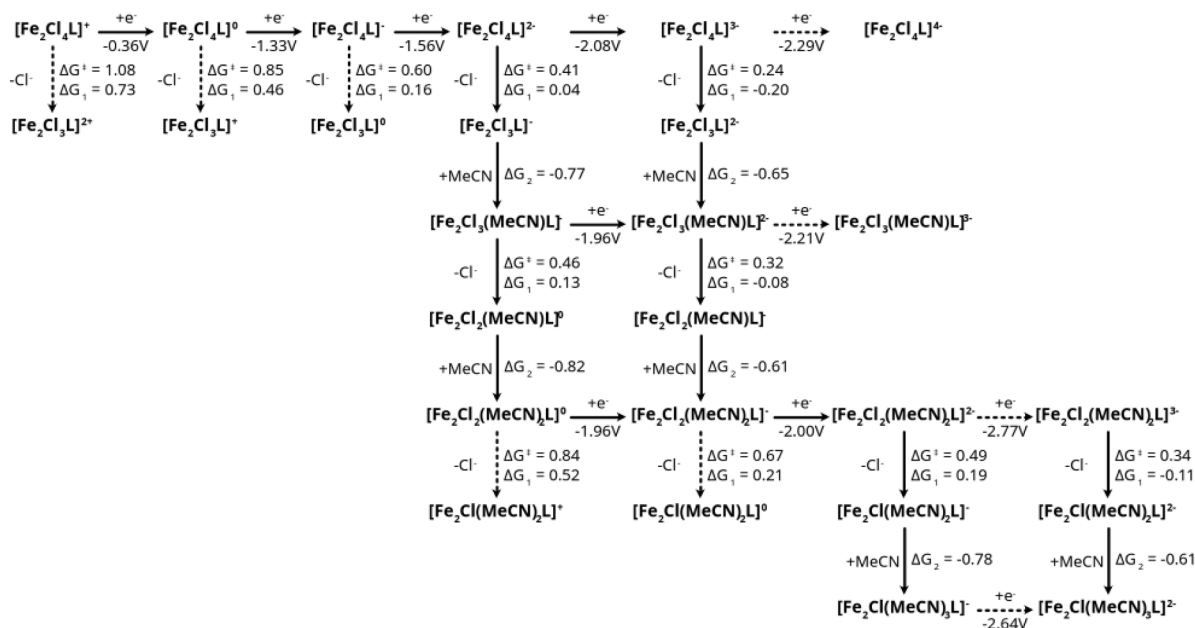 [Fe₂Cl₄L]⁺ +e⁻ [Fe₂Cl₄L]⁰ +e⁻ [Fe₂Cl₄L]⁻ +e⁻ [Fe₂Cl₄L]²⁻ +e⁻ [Fe₂Cl₄L]³⁻ +e⁻ [Fe₂Cl₄L]⁴⁻
-0.36V -1.33V -1.56V -2.08V -2.29V
-Cl⁻ ΔG‡ = 1.08 -Cl⁻ ΔG‡ = 0.85 -Cl⁻ ΔG‡ = 0.60 -Cl⁻ ΔG‡ = 0.41 -Cl⁻ ΔG‡ = 0.24
ΔG₁ = 0.73 ΔG₁ = 0.46 ΔG₁ = 0.16 ΔG₁ = 0.04 ΔG₁ = -0.20
[Fe₂Cl₃L]²⁺ [Fe₂Cl₃L]⁺ [Fe₂Cl₃L]⁰ [Fe₂Cl₃L]⁻ [Fe₂Cl₃L]²⁻
+MeCN ΔG₂ = -0.77 +MeCN ΔG₂ = -0.65
[Fe₂Cl₃(MeCN)L]⁻ +e⁻ [Fe₂Cl₃(MeCN)L]²⁻ +e⁻ [Fe₂Cl₃(MeCN)L]³⁻
-1.96V -2.21V
-Cl⁻ ΔG‡ = 0.46 -Cl⁻ ΔG‡ = 0.32
ΔG₁ = 0.13 ΔG₁ = -0.08
[Fe₂Cl₂(MeCN)L]⁰ [Fe₂Cl₂(MeCN)L]⁻
+MeCN ΔG₂ = -0.82 +MeCN ΔG₂ = -0.61
[Fe₂Cl₂(MeCN)₂L]⁰ +e⁻ [Fe₂Cl₂(MeCN)₂L]⁻ +e⁻ [Fe₂Cl₂(MeCN)₂L]²⁻ +e⁻ [Fe₂Cl₂(MeCN)₂L]³⁻
-1.96V -2.00V -2.77V
-Cl⁻ ΔG‡ = 0.84 -Cl⁻ ΔG‡ = 0.67 -Cl⁻ ΔG‡ = 0.49 -Cl⁻ ΔG‡ = 0.34
ΔG₁ = 0.52 ΔG₁ = 0.21 ΔG₁ = 0.19 ΔG₁ = -0.11
[Fe₂Cl(MeCN)₂L]⁺ [Fe₂Cl(MeCN)₂L]⁰ [Fe₂Cl(MeCN)₂L]⁻ [Fe₂Cl(MeCN)₂L]²⁻
+MeCN ΔG₂ = -0.78 +MeCN ΔG₂ = -0.61
[Fe₂Cl(MeCN)₃L]⁻ +e⁻ [Fe₂Cl(MeCN)₃L]²⁻
-2.64V